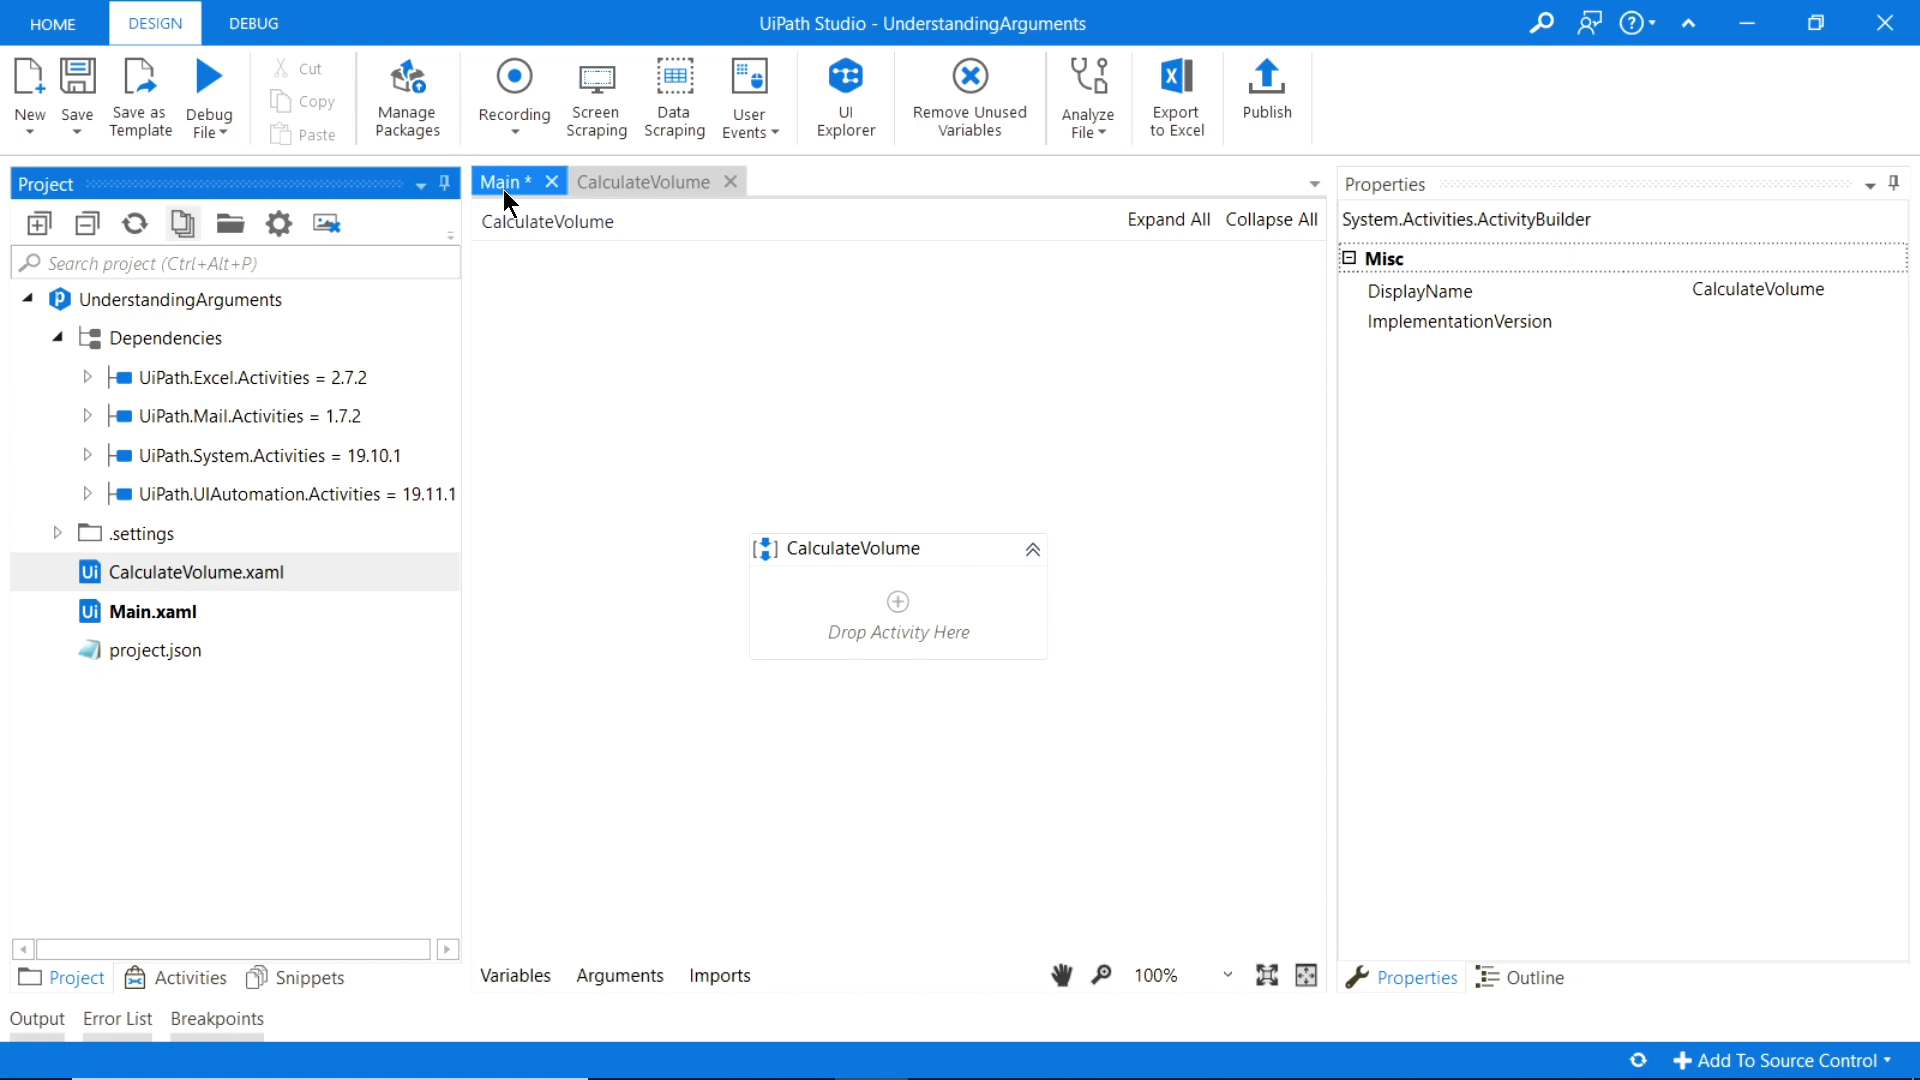 HOME DESIGN DEBUG UiPath Studio - UnderstandingArguments
New
Save
Save as Template
Debug File
Cut
Copy
Paste
Manage Packages
Recording
Screen Scraping
Data Scraping
User Events
UI Explorer
Remove Unused Variables
Analyze File
Export to Excel
Publish
Project
Search project (Ctrl+Alt+P)
UnderstandingArguments
Dependencies
UiPath.Excel.Activities = 2.7.2
UiPath.Mail.Activities = 1.7.2
UiPath.System.Activities = 19.10.1
UiPath.UIAutomation.Activities = 19.11.1
.settings
CalculateVolume.xaml
Main.xaml
project.json
Project Activities Snippets
Main * CalculateVolume
CalculateVolume Expand All Collapse All
CalculateVolume
Drop Activity Here
Variables Arguments Imports 100%
Properties
System.Activities.ActivityBuilder
Misc
DisplayName CalculateVolume
ImplementationVersion
Properties Outline
Output Error List Breakpoints
Add To Source Control